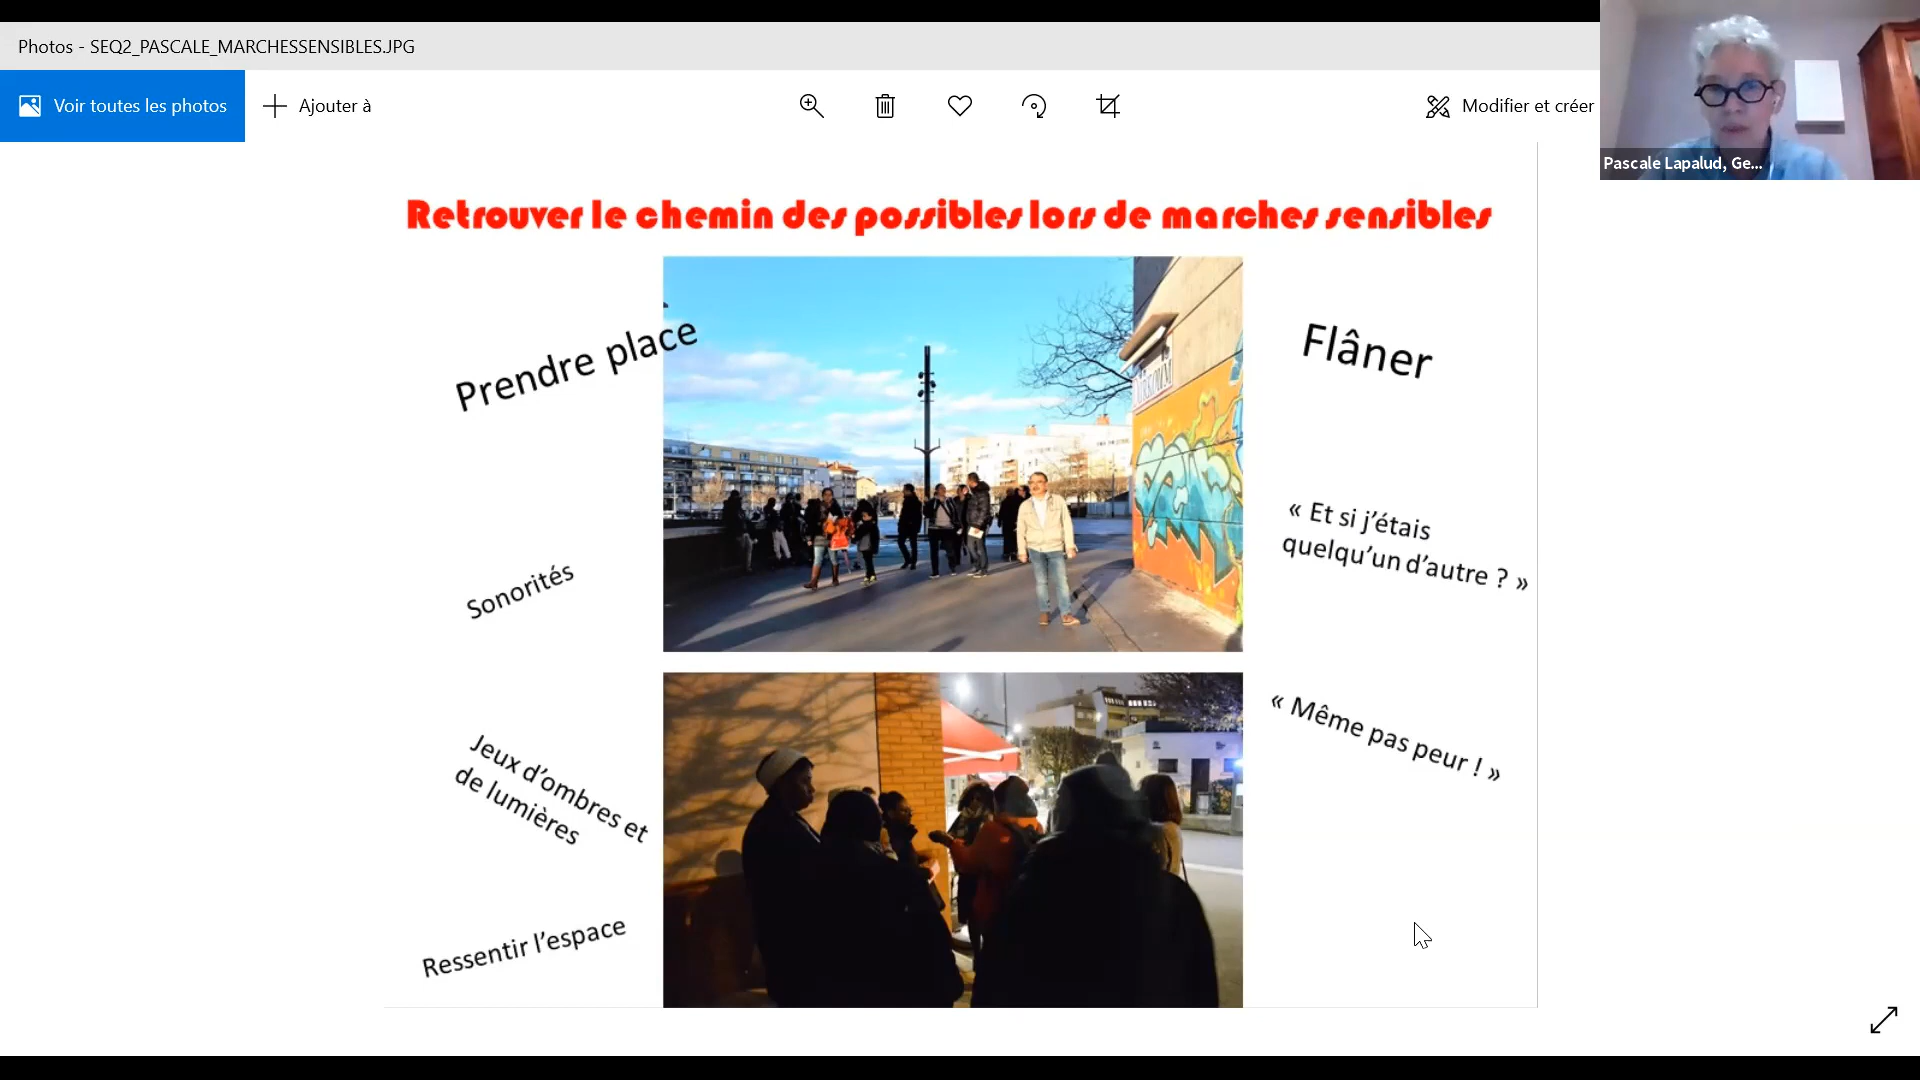 Photos - SEQ2_PASCALE_MARCHESSENSIBLES.JPG
Voir toutes les photos
Ajouter à
Modifier et créer
Pascale Lapalud, Ge...
Retrouver le chemin des possibles lors de marches sensibles
Prendre place
Flâner
« Et si j’étais
quelqu’un d’autre ? »
Sonorités
« Même pas peur ! »
Jeux d’ombres et
de lumières
Ressentir l’espace